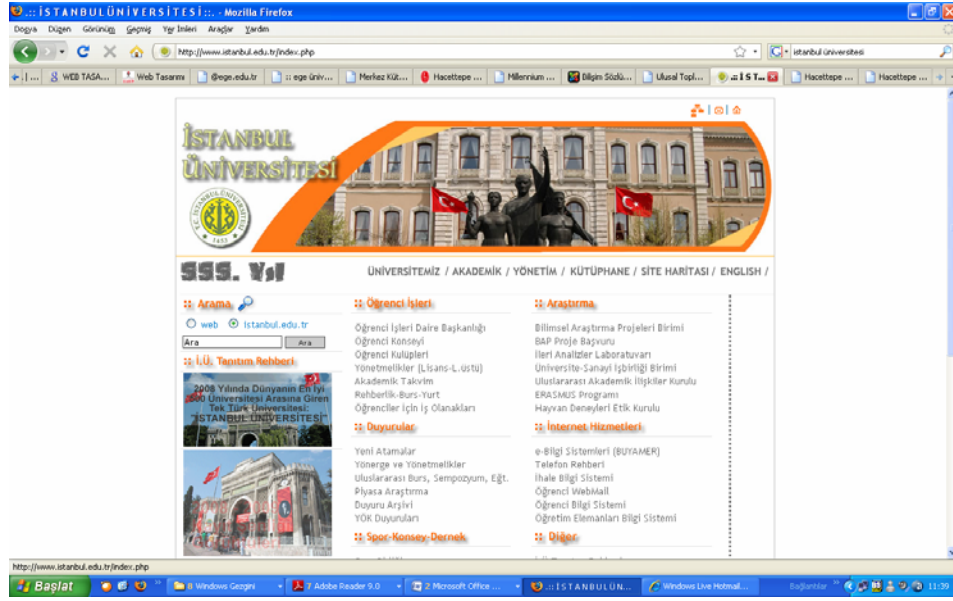 .:: İ S T A N B U L Ü N İ V E R S İ T E S İ ::. - Mozilla Firefox
Dosya Düzen Görünüm Geçmiş Yer İmleri Araçlar Yardım
http://www.istanbul.edu.tr/index.php
istanbul üniversitesi
WEB TASA...
Web Tasarımı
@ege.edu.tr
:: ege üniv...
Merkez Küt...
Hacettepe ...
Millennium ...
Bilişim Sözlü...
Ulusal Topl...
.:: İ S T...
Hacettepe ...
Hacettepe ...
İSTANBUL
ÜNİVERSİTESİ
T.C. İSTANBUL ÜNİVERSİTESİ
1453
555. Yıl
ÜNİVERSİTEMİZ / AKADEMİK / YÖNETİM / KÜTÜPHANE / SİTE HARİTASI / ENGLISH /
:: Arama
web Istanbul.edu.tr
Ara Ara
:: İ.Ü. Tanıtım Rehberi
2008 Yılında Dünyanın En İyi
500 Üniversitesi Arasına Giren
Tek Türk Üniversitesi:
"İSTANBUL ÜNİVERSİTESİ"
:: Öğrenci İşleri
Öğrenci İşleri Daire Başkanlığı
Öğrenci Konseyi
Öğrenci Kulüpleri
Yönetmelikler (Lisans-L.üstü)
Akademik Takvim
Rehberlik-Burs-Yurt
Öğrenciler İçin İş Olanakları
:: Duyurular
Yeni Atamalar
Yönerge ve Yönetmelikler
Uluslararası Burs, Sempozyum, Eğt.
Piyasa Araştırma
Duyuru Arşivi
YÖK Duyuruları
:: Spor-Konsey-Dernek
:: Araştırma
Bilimsel Araştırma Projeleri Birimi
BAP Proje Başvuru
İleri Analizler Laboratuvarı
Üniversite-Sanayi İşbirliği Birimi
Uluslararası Akademik İlişkiler Kurulu
ERASMUS Programı
Hayvan Deneyleri Etik Kurulu
:: İnternet Hizmetleri
e-Bilgi Sistemleri (BUYAMER)
Telefon Rehberi
İhale Bilgi Sistemi
Öğrenci WebMail
Öğrenci Bilgi Sistemi
Öğretim Elemanları Bilgi Sistemi
:: Diğer
http://www.istanbul.edu.tr/index.php
Başlat
8 Windows Gezgini
7 Adobe Reader 9.0
2 Microsoft Office ...
.:: İ S T A N B U L Ü N...
Windows Live Hotmail...
Bağlantılar
11:39